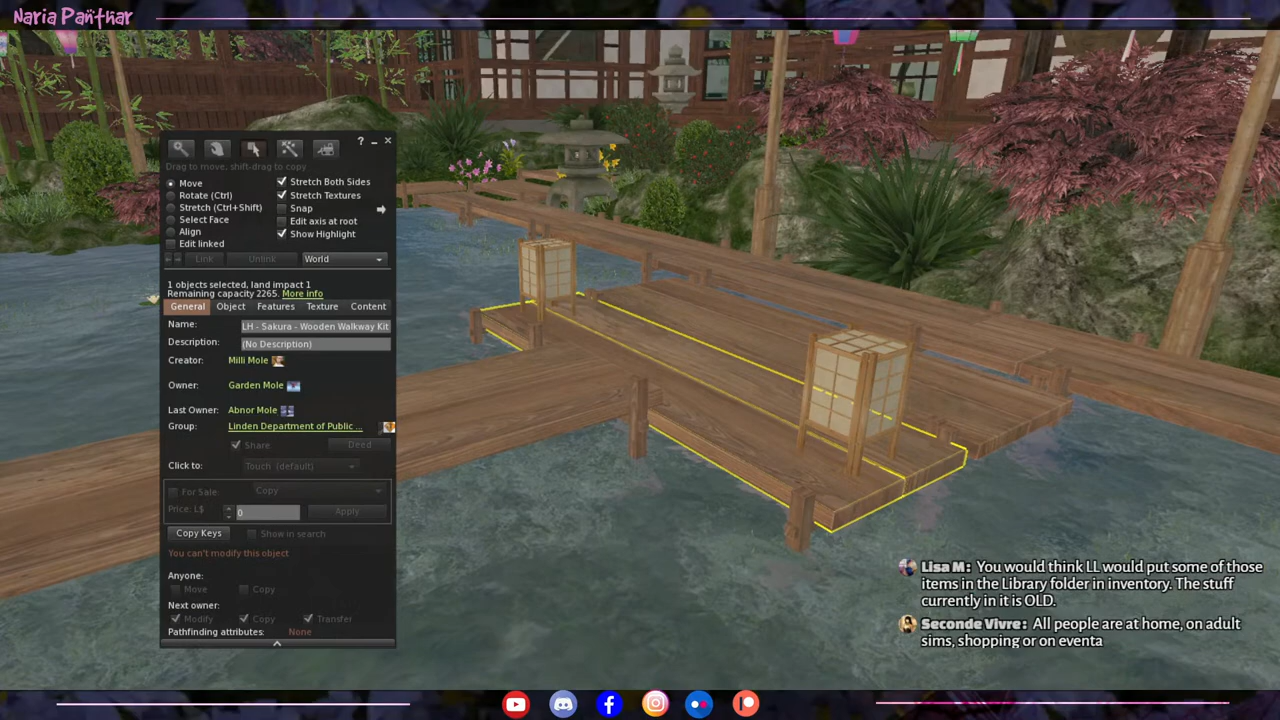 Naria Panthar
? _ ×
Drag to move, shift-drag to copy
Move
Rotate (Ctrl)
Stretch (Ctrl+Shift)
Select Face
Align
Edit linked
Stretch Both Sides
Stretch Textures
Snap
Edit axis at root
Show Highlight
Link Unlink World
1 objects selected, land impact 1
Remaining capacity 2265. More info
General Object Features Texture Content
Name: LH - Sakura - Wooden Walkway Kit
Description: (No Description)
Creator: Milli Mole
Owner: Garden Mole
Last Owner: Abnor Mole
Group: Linden Department of Public ...
Share Deed
Click to: Touch (default)
For Sale: Copy
Price: L$ 0 Apply
Copy Keys Show in search
You can't modify this object
Anyone:
Move Copy
Next owner:
Modify Copy Transfer
Pathfinding attributes: None
Lisa M: You would think LL would put some of those
items in the Library folder in inventory. The stuff
currently in it is OLD.
Seconde Vivre: All people are at home, on adult
sims, shopping or on eventa